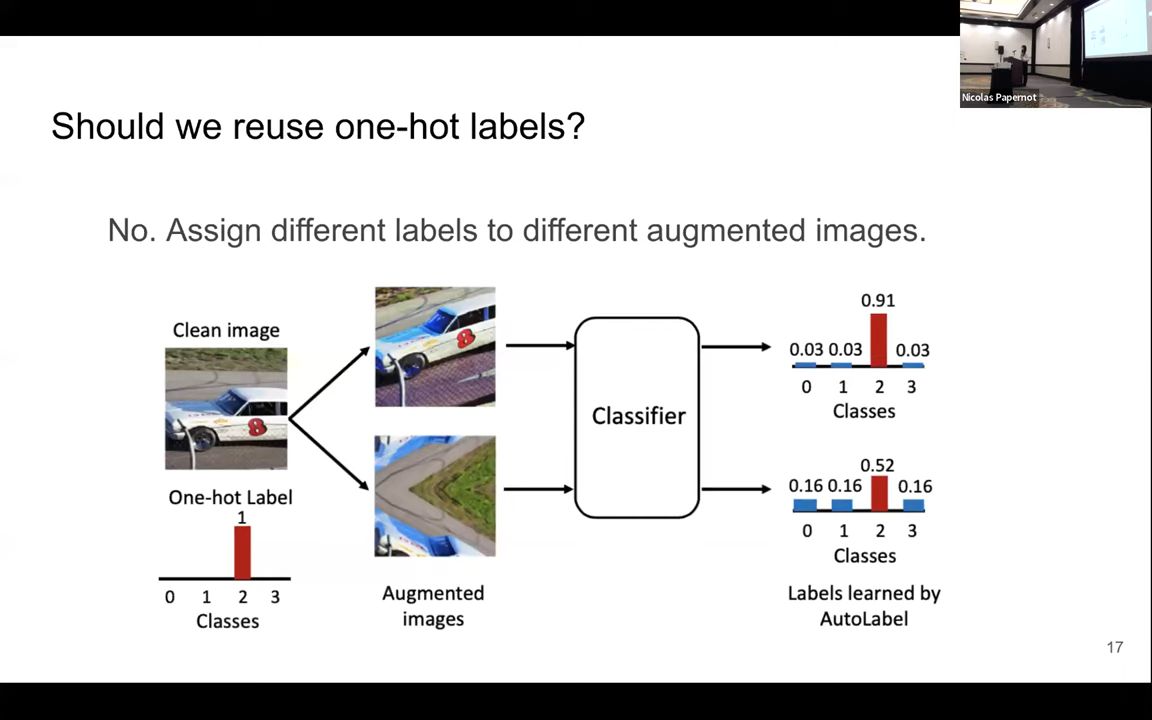 Nicolas Papernot
Should we reuse one-hot labels?
No. Assign different labels to different augmented images.
Clean image
8
One-hot Label
1
0 1 2 3
Classes
8
Augmented
images
Classifier
0.91
0.03 0.03 0.03
0 1 2 3
Classes
0.52
0.16 0.16 0.16
0 1 2 3
Classes
Labels learned by
AutoLabel
17